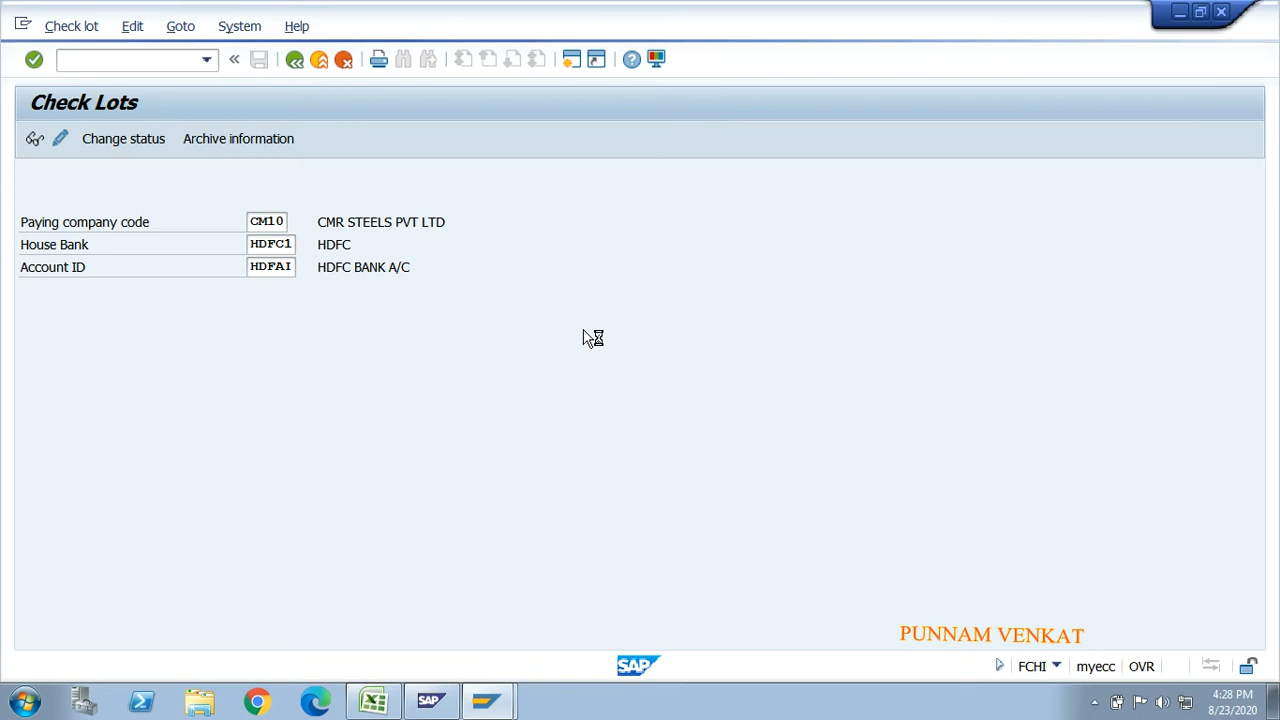 Check lot Edit Goto System Help
Check Lots
Change status Archive information
Paying company code CM10 CMR STEELS PVT LTD
House Bank HDFC1 HDFC
Account ID HDFAI HDFC BANK A/C
PUNNAM VENKAT
SAP FCHI myecc OVR
SAP 4:28 PM
8/23/2020